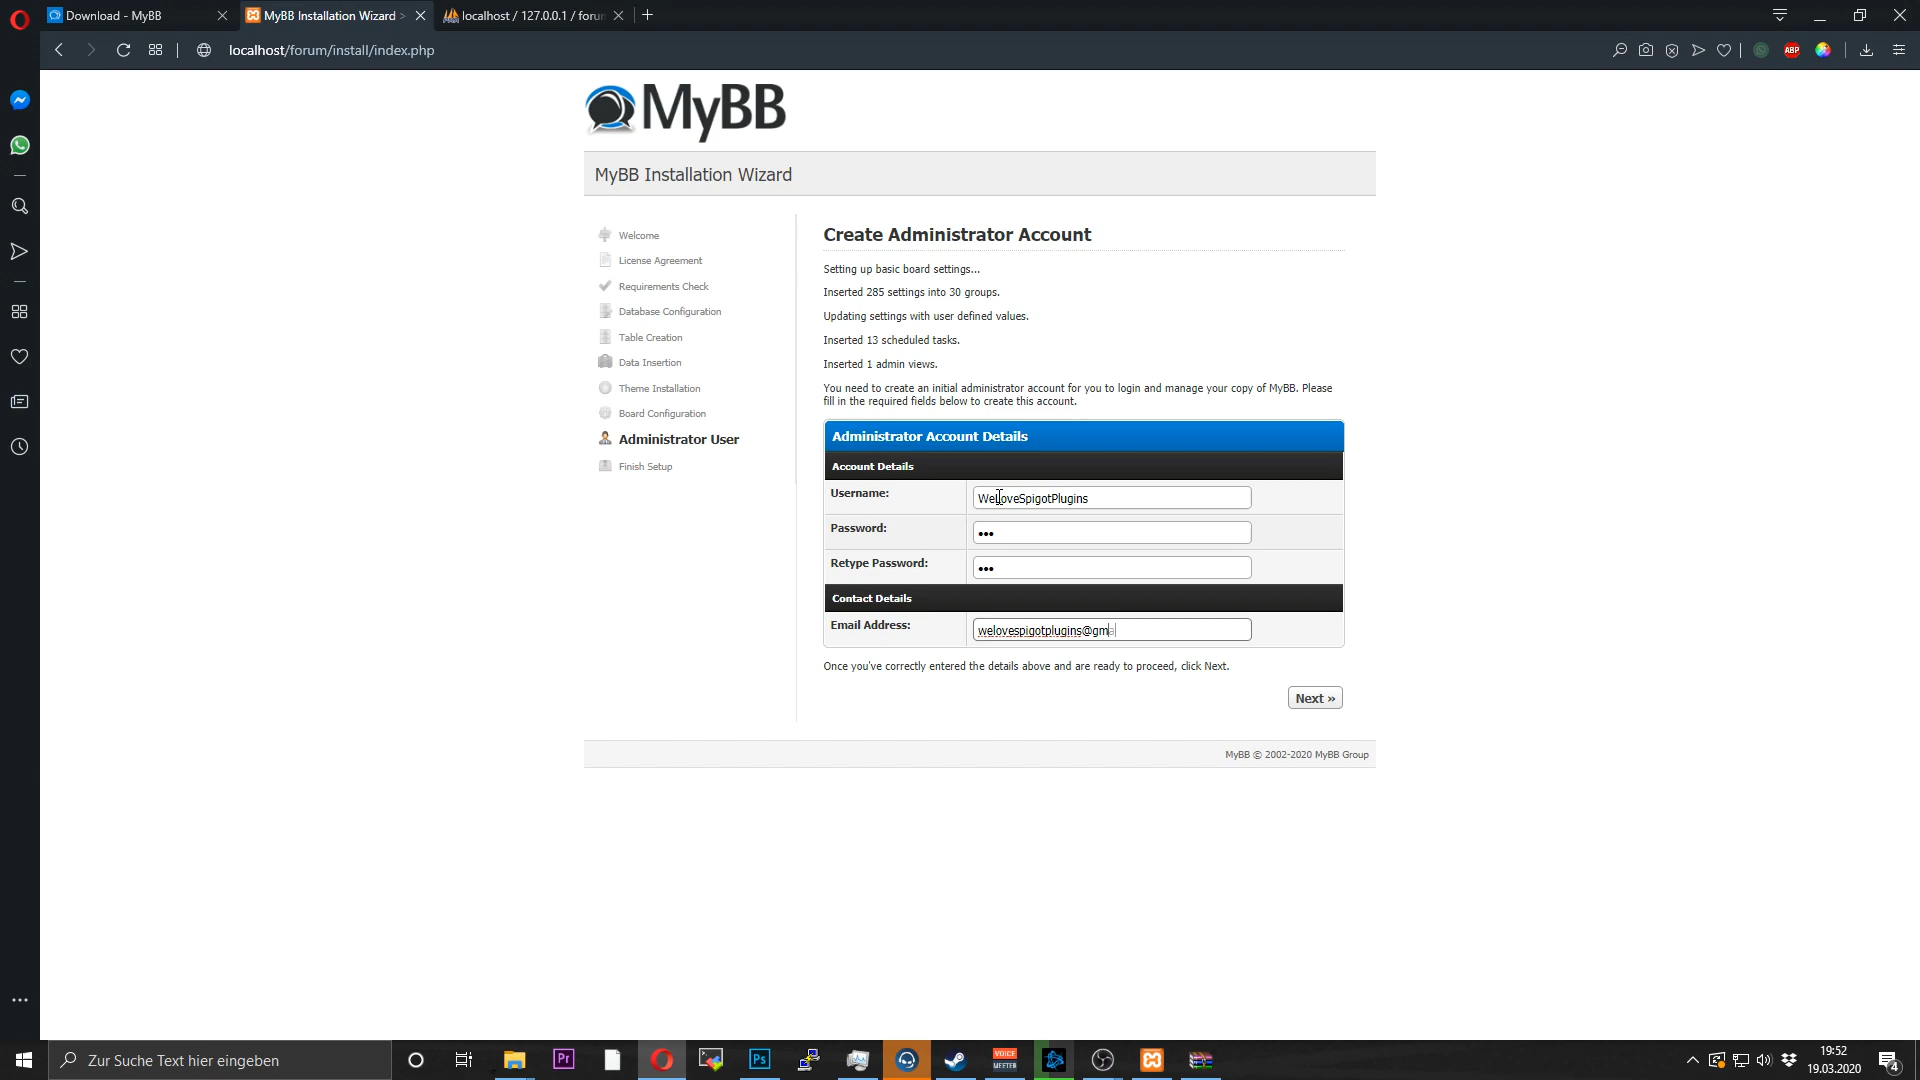 Download - MyBB
MyBB Installation Wizard >
localhost / 127.0.0.1 / forum
localhost/forum/install/index.php
ABP
MyBB
MyBB Installation Wizard
Welcome
License Agreement
Requirements Check
Database Configuration
Table Creation
Data Insertion
Theme Installation
Board Configuration
Administrator User
Finish Setup
Create Administrator Account
Setting up basic board settings...
Inserted 285 settings into 30 groups.
Updating settings with user defined values.
Inserted 13 scheduled tasks.
Inserted 1 admin views.
You need to create an initial administrator account for you to login and manage your copy of MyBB. Please
fill in the required fields below to create this account.
Administrator Account Details
Account Details
Username:
WeLoveSpigotPlugins
Password:
•••
Retype Password:
•••
Contact Details
Email Address:
welovespigotplugins@gma
Once you've correctly entered the details above and are ready to proceed, click Next.
Next »
MyBB © 2002-2020 MyBB Group
Zur Suche Text hier eingeben
Pr
Ps
VOICE
MEETER
19:52
19.03.2020
4